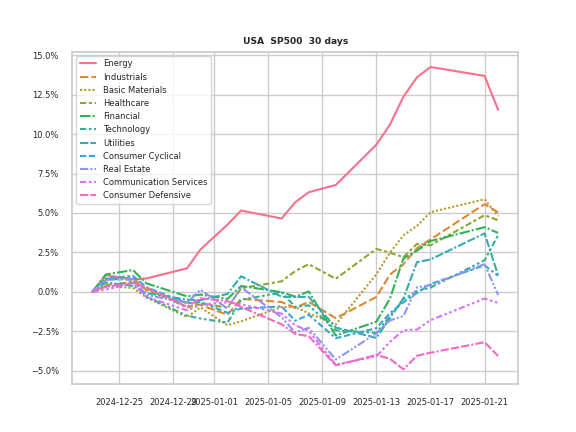 USA SP500 30 days
15.0%
12.5%
10.0%
7.5%
5.0%
2.5%
0.0%
−2.5%
−5.0%
Energy
Industrials
Basic Materials
Healthcare
Financial
Technology
Utilities
Consumer Cyclical
Real Estate
Communication Services
Consumer Defensive
2024-12-25 2024-12-29 2025-01-01 2025-01-05 2025-01-09 2025-01-13 2025-01-17 2025-01-21